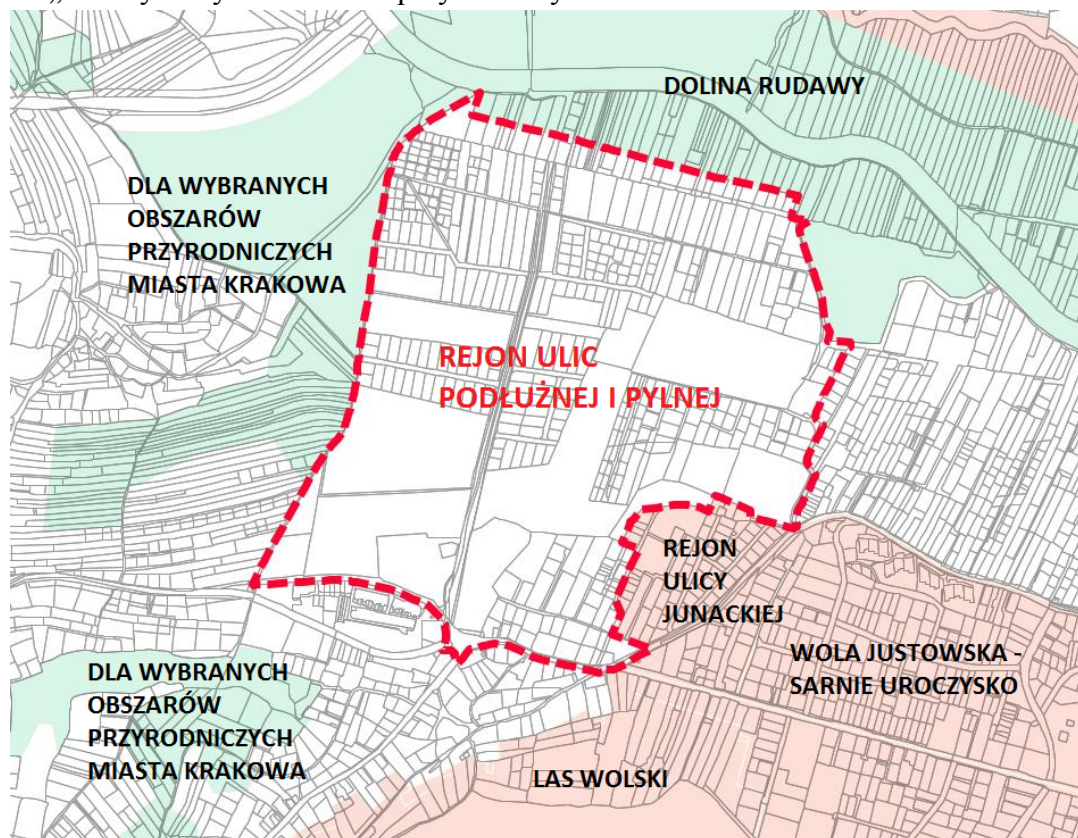 DOLINA RUDAWY
DLA WYBRANYCH
OBSZARÓW
PRZYRODNICZYCH
MIASTA KRAKOWA
REJON ULIC
PODŁUŻNEJ I PYLNEJ
REJON
ULICY
JUNACKIEJ
WOLA JUSTOWSKA -
SARNIE UROCZYSKO
DLA WYBRANYCH
OBSZARÓW
PRZYRODNICZYCH
MIASTA KRAKOWA
LAS WOLSKI